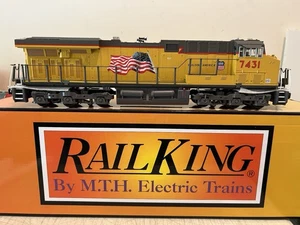 7431
RAILKING®
By M.T.H. Electric Trains